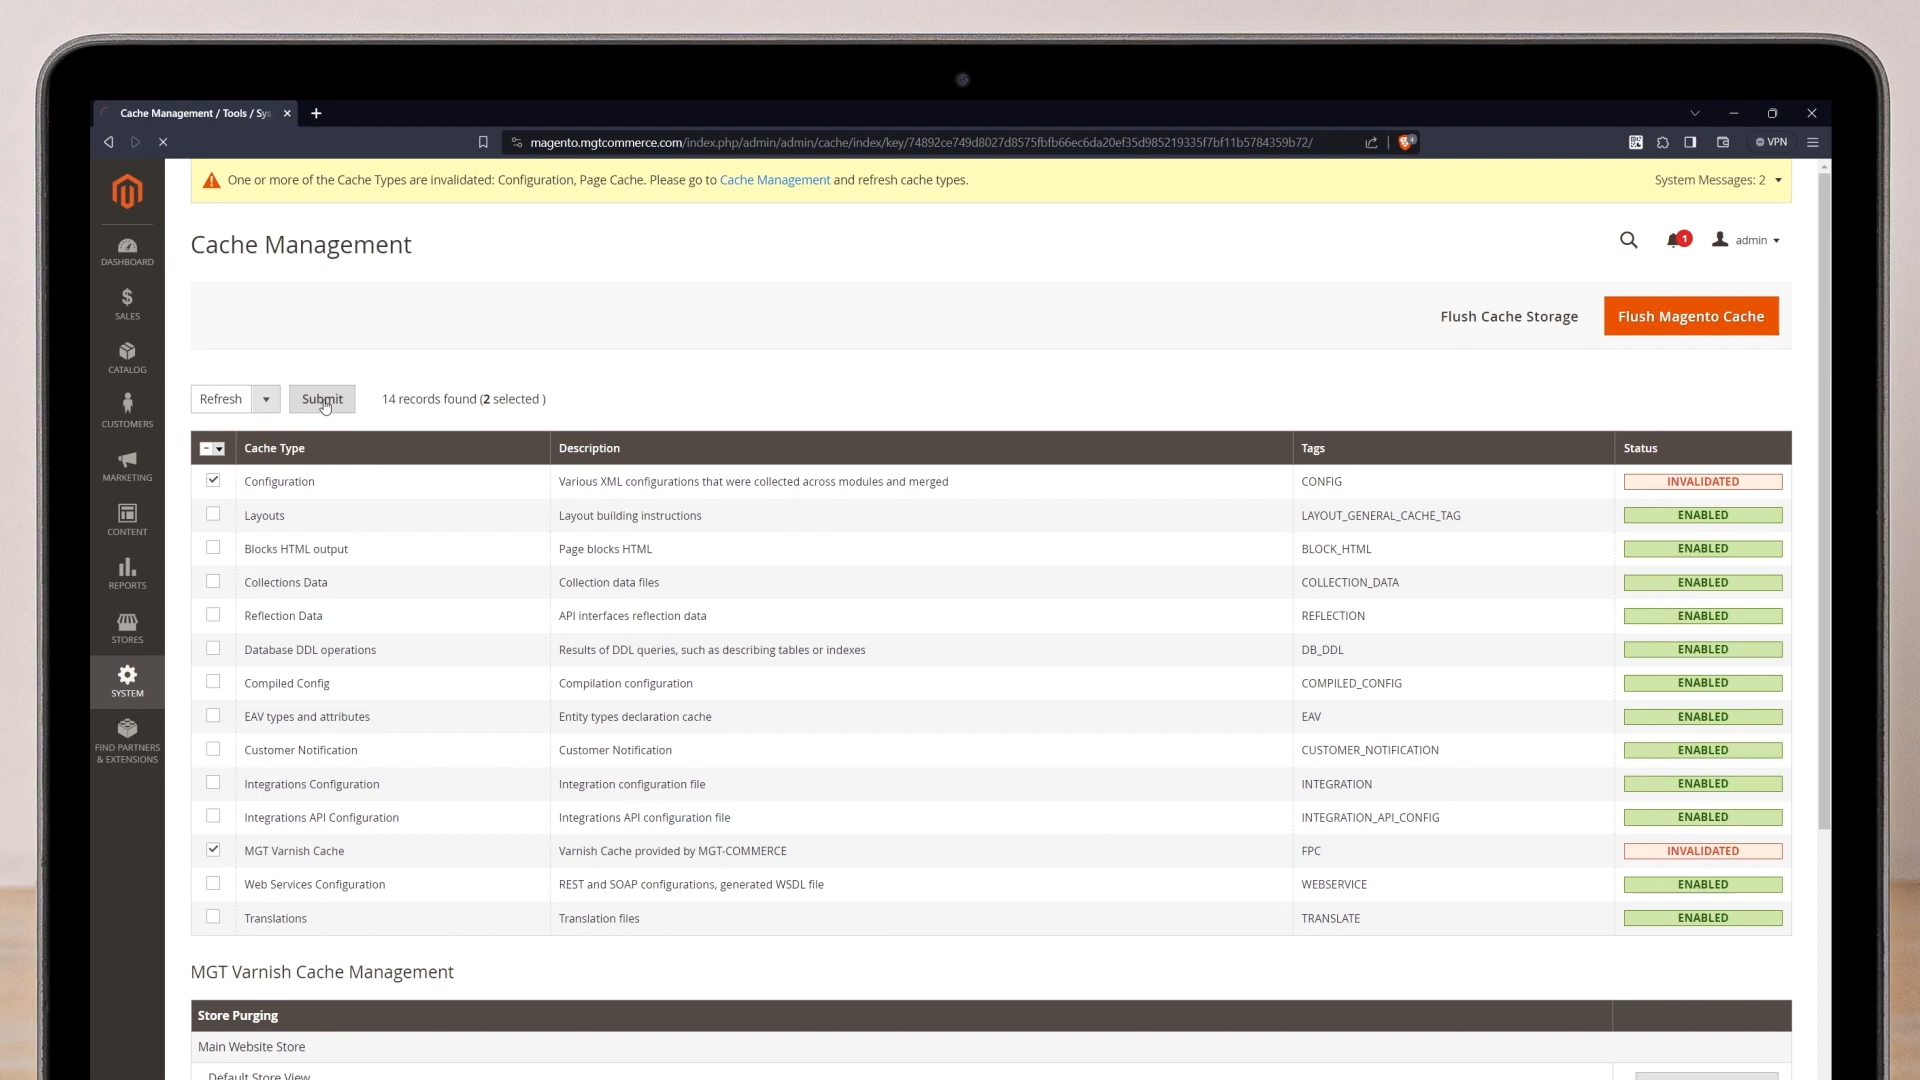 Cache Management / Tools / Sys
magento.mgtcommerce.com/index.php/admin/admin/cache/index/key/74892ce749d8027d8575fbfb66ec6da20ef35d985219335f7bf11b5784359b72/
4
VPN
One or more of the Cache Types are invalidated: Configuration, Page Cache. Please go to Cache Management and refresh cache types.
System Messages: 2
Cache Management
1
admin
Flush Cache Storage
Flush Magento Cache
Refresh
Submit
14 records found (2 selected )
Cache Type Description Tags Status
Configuration Various XML configurations that were collected across modules and merged CONFIG INVALIDATED
Layouts Layout building instructions LAYOUT_GENERAL_CACHE_TAG ENABLED
Blocks HTML output Page blocks HTML BLOCK_HTML ENABLED
Collections Data Collection data files COLLECTION_DATA ENABLED
Reflection Data API interfaces reflection data REFLECTION ENABLED
Database DDL operations Results of DDL queries, such as describing tables or indexes DB_DDL ENABLED
Compiled Config Compilation configuration COMPILED_CONFIG ENABLED
EAV types and attributes Entity types declaration cache EAV ENABLED
Customer Notification Customer Notification CUSTOMER_NOTIFICATION ENABLED
Integrations Configuration Integration configuration file INTEGRATION ENABLED
Integrations API Configuration Integrations API configuration file INTEGRATION_API_CONFIG ENABLED
MGT Varnish Cache Varnish Cache provided by MGT-COMMERCE FPC INVALIDATED
Web Services Configuration REST and SOAP configurations, generated WSDL file WEBSERVICE ENABLED
Translations Translation files TRANSLATE ENABLED
MGT Varnish Cache Management
Store Purging
Main Website Store
Default Store View
DASHBOARD
SALES
CATALOG
CUSTOMERS
MARKETING
CONTENT
REPORTS
STORES
SYSTEM
FIND PARTNERS
& EXTENSIONS